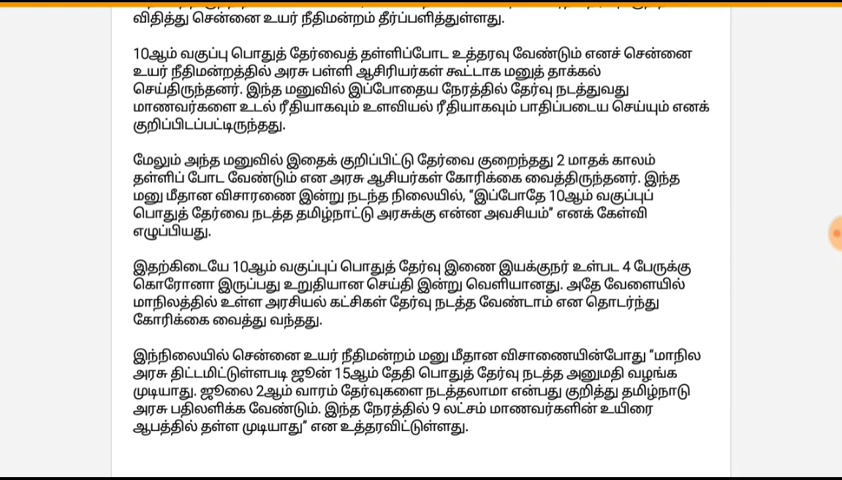 விதித்து சென்னை உயர் நீதிமன்றம் தீர்ப்பளித்துள்ளது.
10ஆம் வகுப்பு பொதுத் தேர்வைத் தள்ளிப்போட உத்தரவு வேண்டும் எனச் சென்னை
உயர் நீதிமன்றத்தில் அரசு பள்ளி ஆசிரியர்கள் கூட்டாக மனுத் தாக்கல்
செய்திருந்தனர். இந்த மனுவில் இப்போதைய நேரத்தில் தேர்வு நடத்துவது
மாணவர்களை உடல் ரீதியாகவும் உளவியல் ரீதியாகவும் பாதிப்படைய செய்யும் எனக்
குறிப்பிடப்பட்டிருந்தது.
மேலும் அந்த மனுவில் இதைக் குறிப்பிட்டு தேர்வை குறைந்தது 2 மாதக் காலம்
தள்ளிப் போட வேண்டும் என அரசு ஆசியர்கள் கோரிக்கை வைத்திருந்தனர். இந்த
மனு மீதான விசாரணை இன்று நடந்த நிலையில், "இப்போதே 10ஆம் வகுப்புப்
பொதுத் தேர்வை நடத்த தமிழ்நாட்டு அரசுக்கு என்ன அவசியம்" எனக் கேள்வி
எழுப்பியது.
இதற்கிடையே 10ஆம் வகுப்புப் பொதுத் தேர்வு இணை இயக்குநர் உள்பட 4 பேருக்கு
கொரோனா இருப்பது உறுதியான செய்தி இன்று வெளியானது. அதே வேளையில்
மாநிலத்தில் உள்ள அரசியல் கட்சிகள் தேர்வு நடத்த வேண்டாம் என தொடர்ந்து
கோரிக்கை வைத்து வந்தது.
இந்நிலையில் சென்னை உயர் நீதிமன்றம் மனு மீதான விசாணையின்போது "மாநில
அரசு திட்டமிட்டுள்ளபடி ஜூன் 15ஆம் தேதி பொதுத் தேர்வு நடத்த அனுமதி வழங்க
முடியாது. ஜூலை 2ஆம் வாரம் தேர்வுகளை நடத்தலாமா என்பது குறித்து தமிழ்நாடு
அரசு பதிலளிக்க வேண்டும். இந்த நேரத்தில் 9 லட்சம் மாணவர்களின் உயிரை
ஆபத்தில் தள்ள முடியாது" என உத்தரவிட்டுள்ளது.